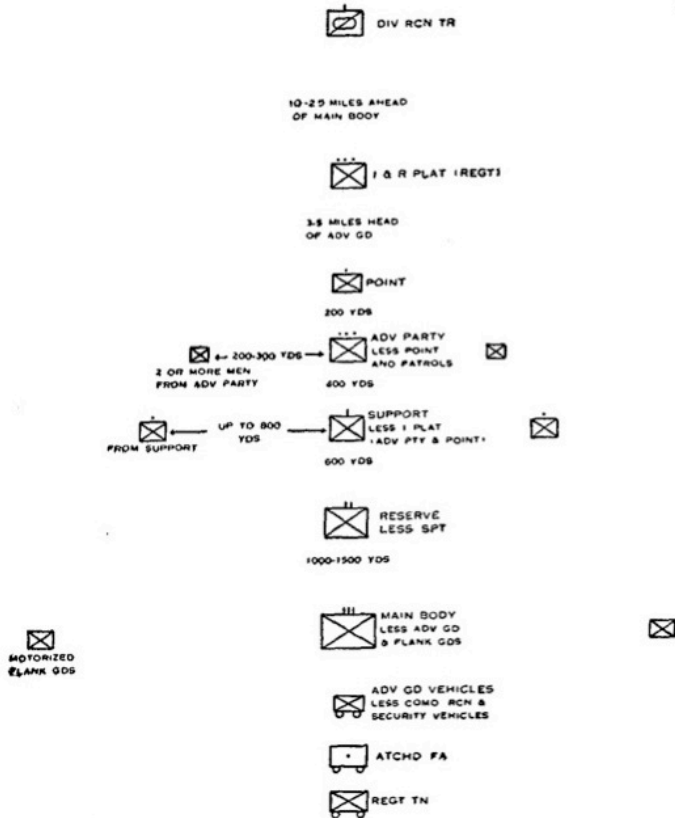 DIV RCN TR
10-25 MILES AHEAD
OF MAIN BODY
I & R PLAT (REGT)
3-5 MILES HEAD
OF ADV GD
POINT
200 YDS
ADV PARTY
LESS POINT
AND PATROLS
200-300 YDS
2 OR MORE MEN
FROM ADV PARTY
400 YDS
SUPPORT
LESS 1 PLAT
(ADV PTY & POINT)
UP TO 800
YDS
FROM SUPPORT
600 YDS
RESERVE
LESS SPT
1000-1500 YDS
MAIN BODY
LESS ADV GD
& FLANK GDS
MOTORIZED
FLANK GDS
ADV GD VEHICLES
LESS COMD RCN &
SECURITY VEHICLES
ATCHD FA
REGT TN